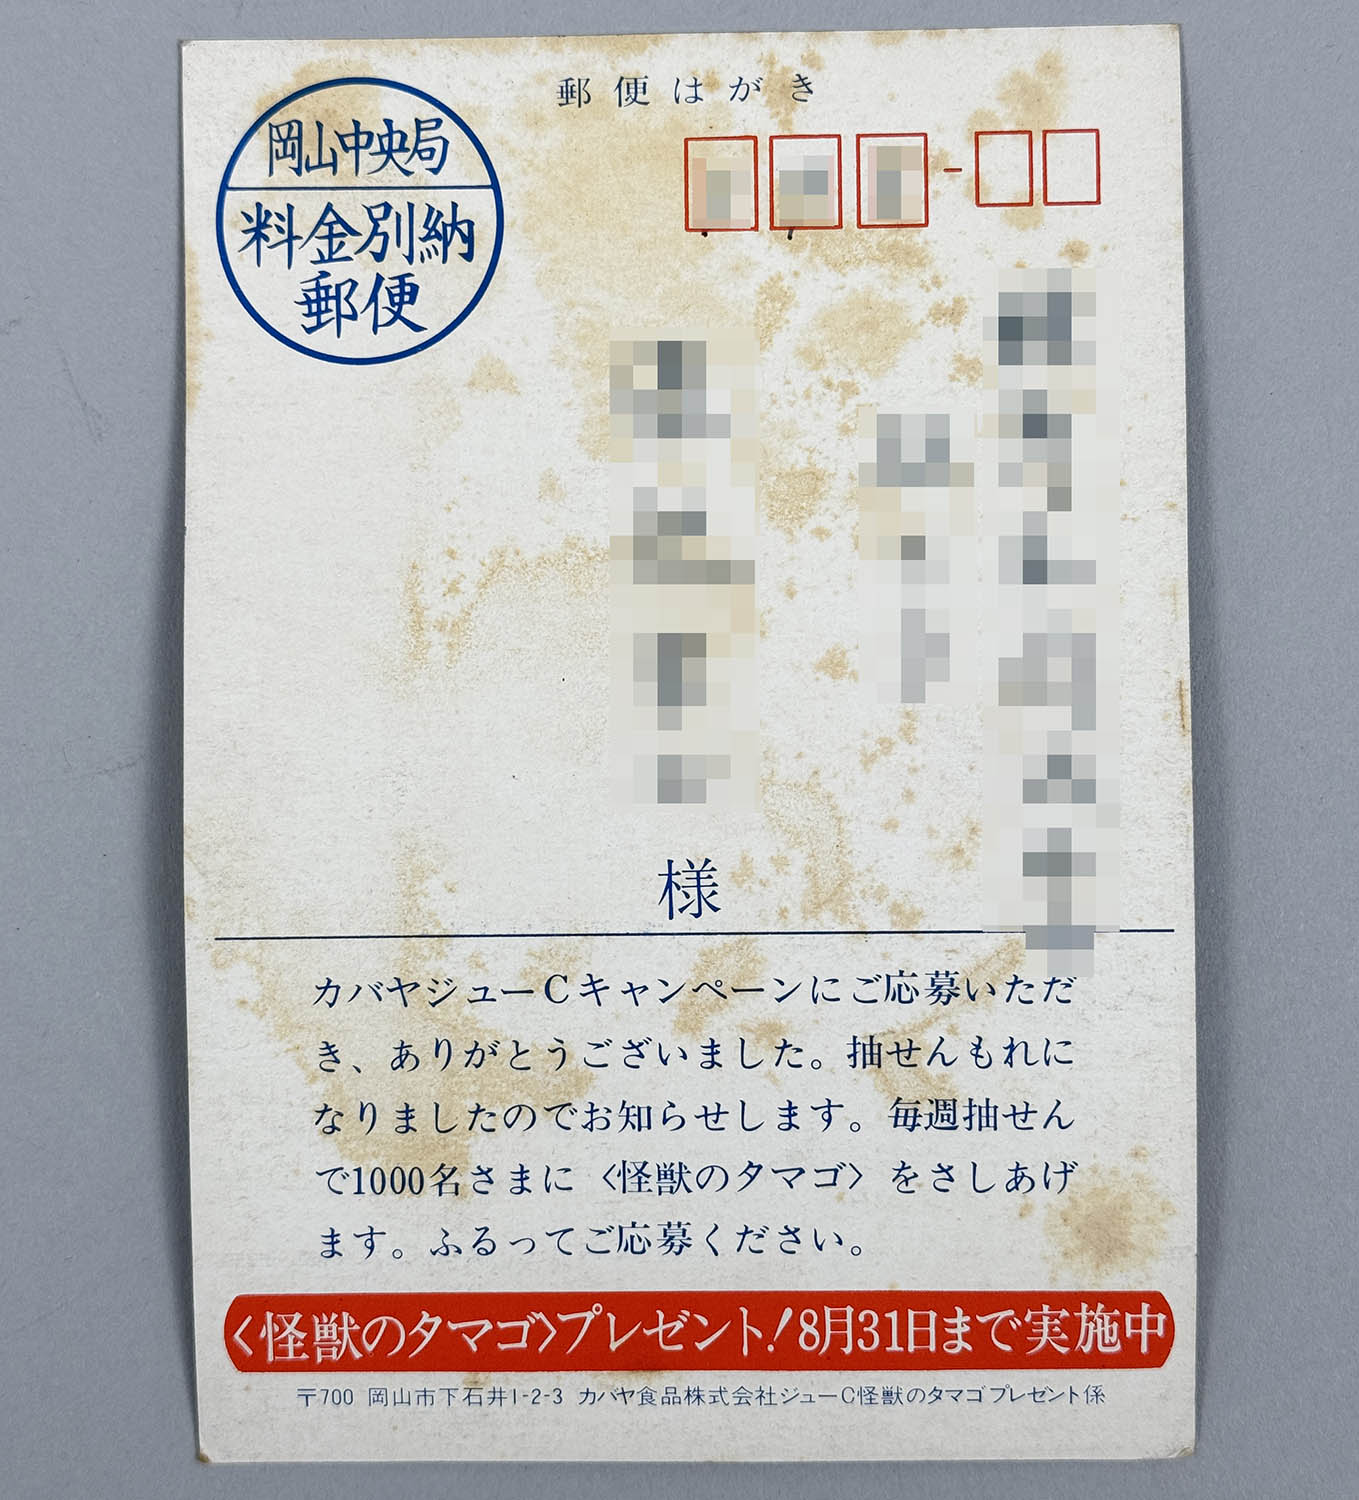 郵便はがき
岡山中央局
料金別納
郵便
様
カバヤジューCキャンペーンにご応募いただ
き、ありがとうございました。抽せんもれに
なりましたのでお知らせします。毎週抽せん
で1000名さまに〈怪獣のタマゴ〉をさしあげ
ます。ふるってご応募ください。
〈怪獣のタマゴ〉プレゼント!8月31日まで実施中
〒700 岡山市下石井1-2-3 カバヤ食品株式会社ジューC怪獣のタマゴプレゼント係